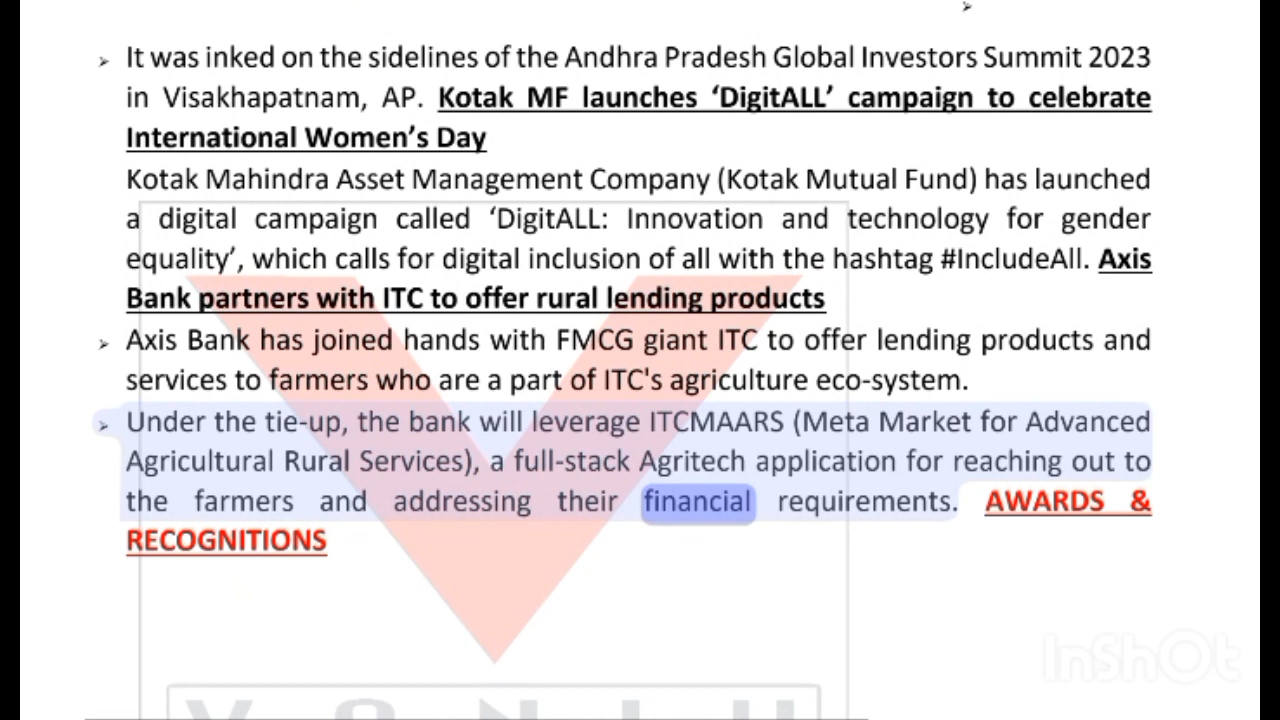 It was inked on the sidelines of the Andhra Pradesh Global Investors Summit 2023
in Visakhapatnam, AP. Kotak MF launches ‘DigitALL’ campaign to celebrate
International Women’s Day
Kotak Mahindra Asset Management Company (Kotak Mutual Fund) has launched
a digital campaign called ‘DigitALL: Innovation and technology for gender
equality’, which calls for digital inclusion of all with the hashtag #IncludeAll. Axis
Bank partners with ITC to offer rural lending products
Axis Bank has joined hands with FMCG giant ITC to offer lending products and
services to farmers who are a part of ITC's agriculture eco-system.
Under the tie-up, the bank will leverage ITCMAARS (Meta Market for Advanced
Agricultural Rural Services), a full-stack Agritech application for reaching out to
the farmers and addressing their financial requirements. AWARDS &
RECOGNITIONS
InShOt